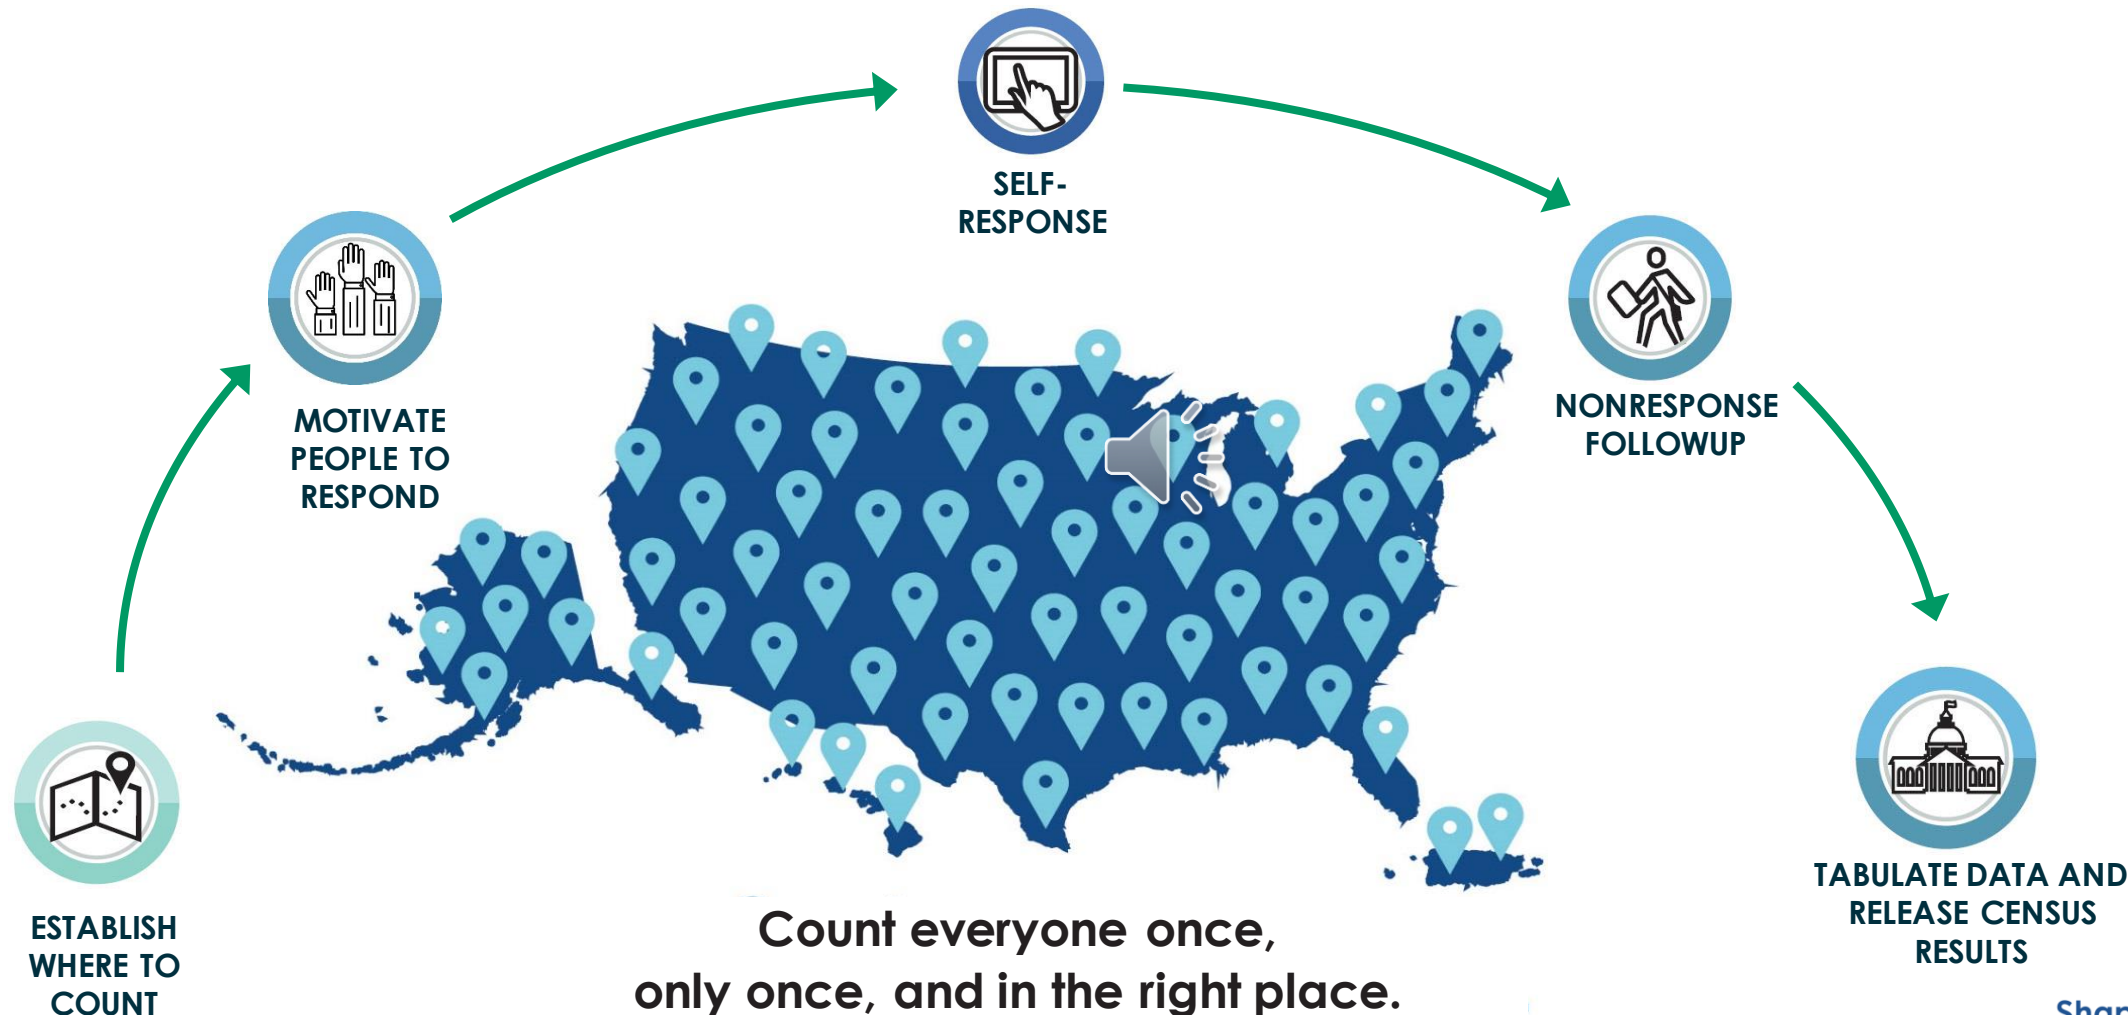 SELF-
RESPONSE
MOTIVATE
PEOPLE TO
RESPOND
NONRESPONSE
FOLLOWUP
ESTABLISH
WHERE TO
COUNT
TABULATE DATA AND
RELEASE CENSUS
RESULTS
Count everyone once,
only once, and in the right place.